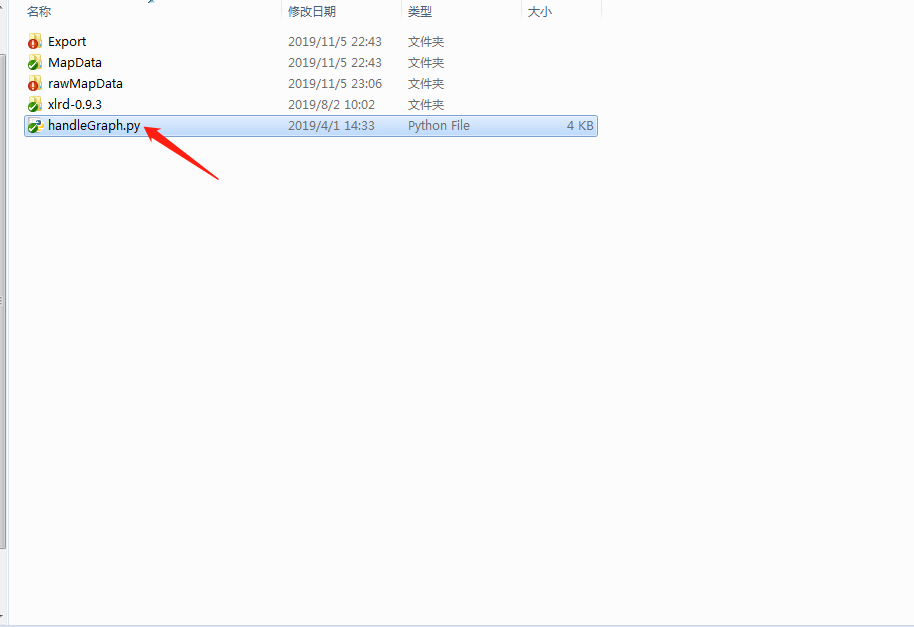 名称 修改日期 类型 大小
Export 2019/11/5 22:43 文件夹
MapData 2019/11/5 22:43 文件夹
rawMapData 2019/11/5 23:06 文件夹
xlrd-0.9.3 2019/8/2 10:02 文件夹
handleGraph.py 2019/4/1 14:33 Python File 4 KB